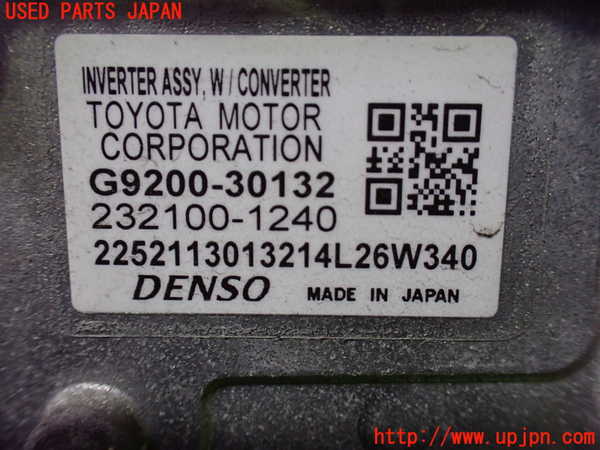 USED PARTS JAPAN
INVERTER ASSY, W/CONVERTER
TOYOTA MOTOR
CORPORATION
G9200-30132
232100-1240
2252113013214L26W340
DENSO MADE IN JAPAN
http://www.upjpn.com/